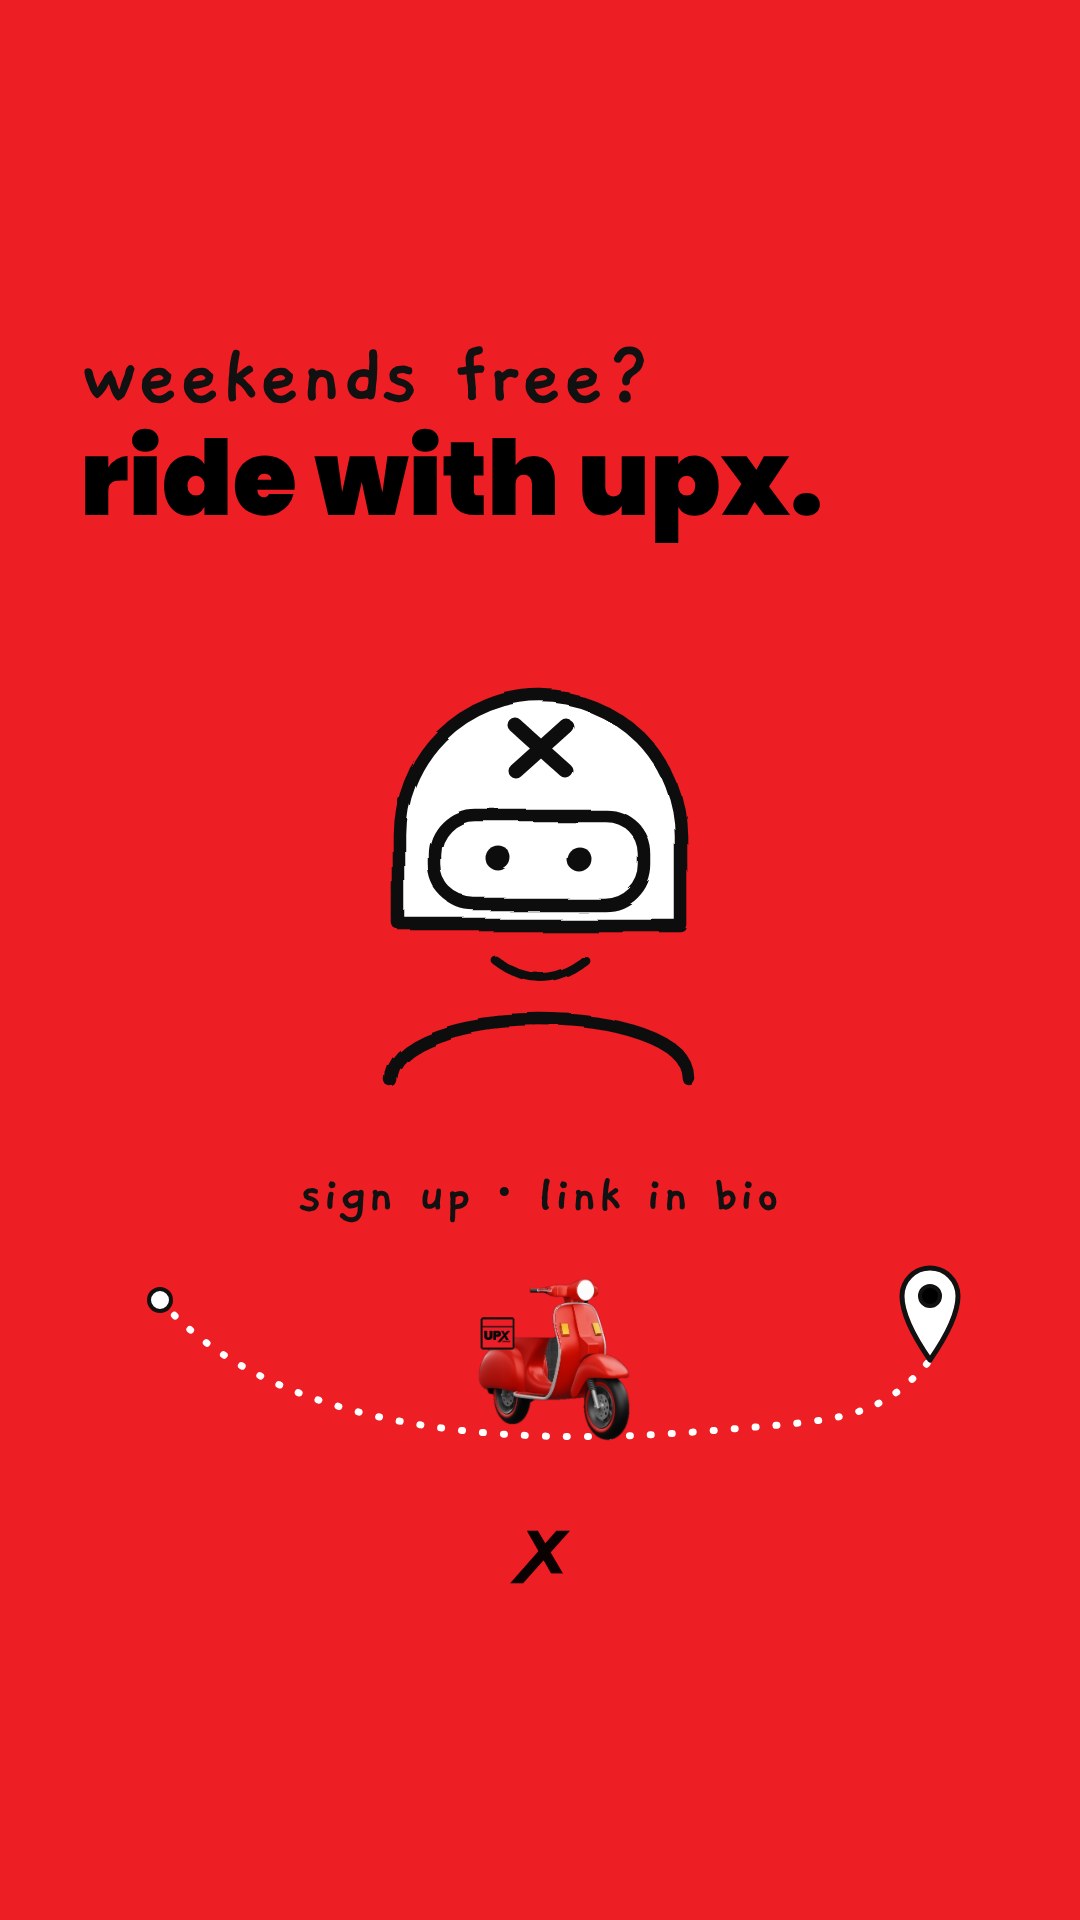 weekends free?
ride with upx.
X
sign up • link in bio
UPX
X